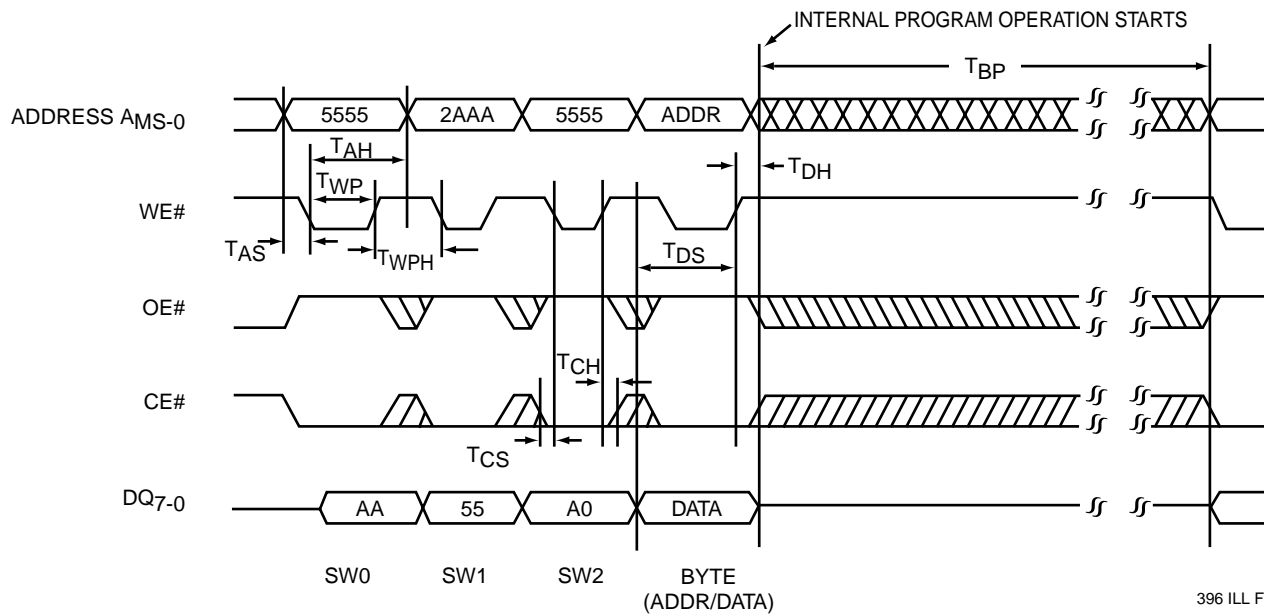 INTERNAL PROGRAM OPERATION STARTS
TBP
ADDRESS AMS-0
5555 2AAA 5555 ADDR
TAH
TDH
TWP
WE#
TAS
TWPH
TDS
OE#
TCH
CE#
TCS
DQ7-0
AA 55 A0 DATA
SW0 SW1 SW2 BYTE
(ADDR/DATA)
396 ILL F